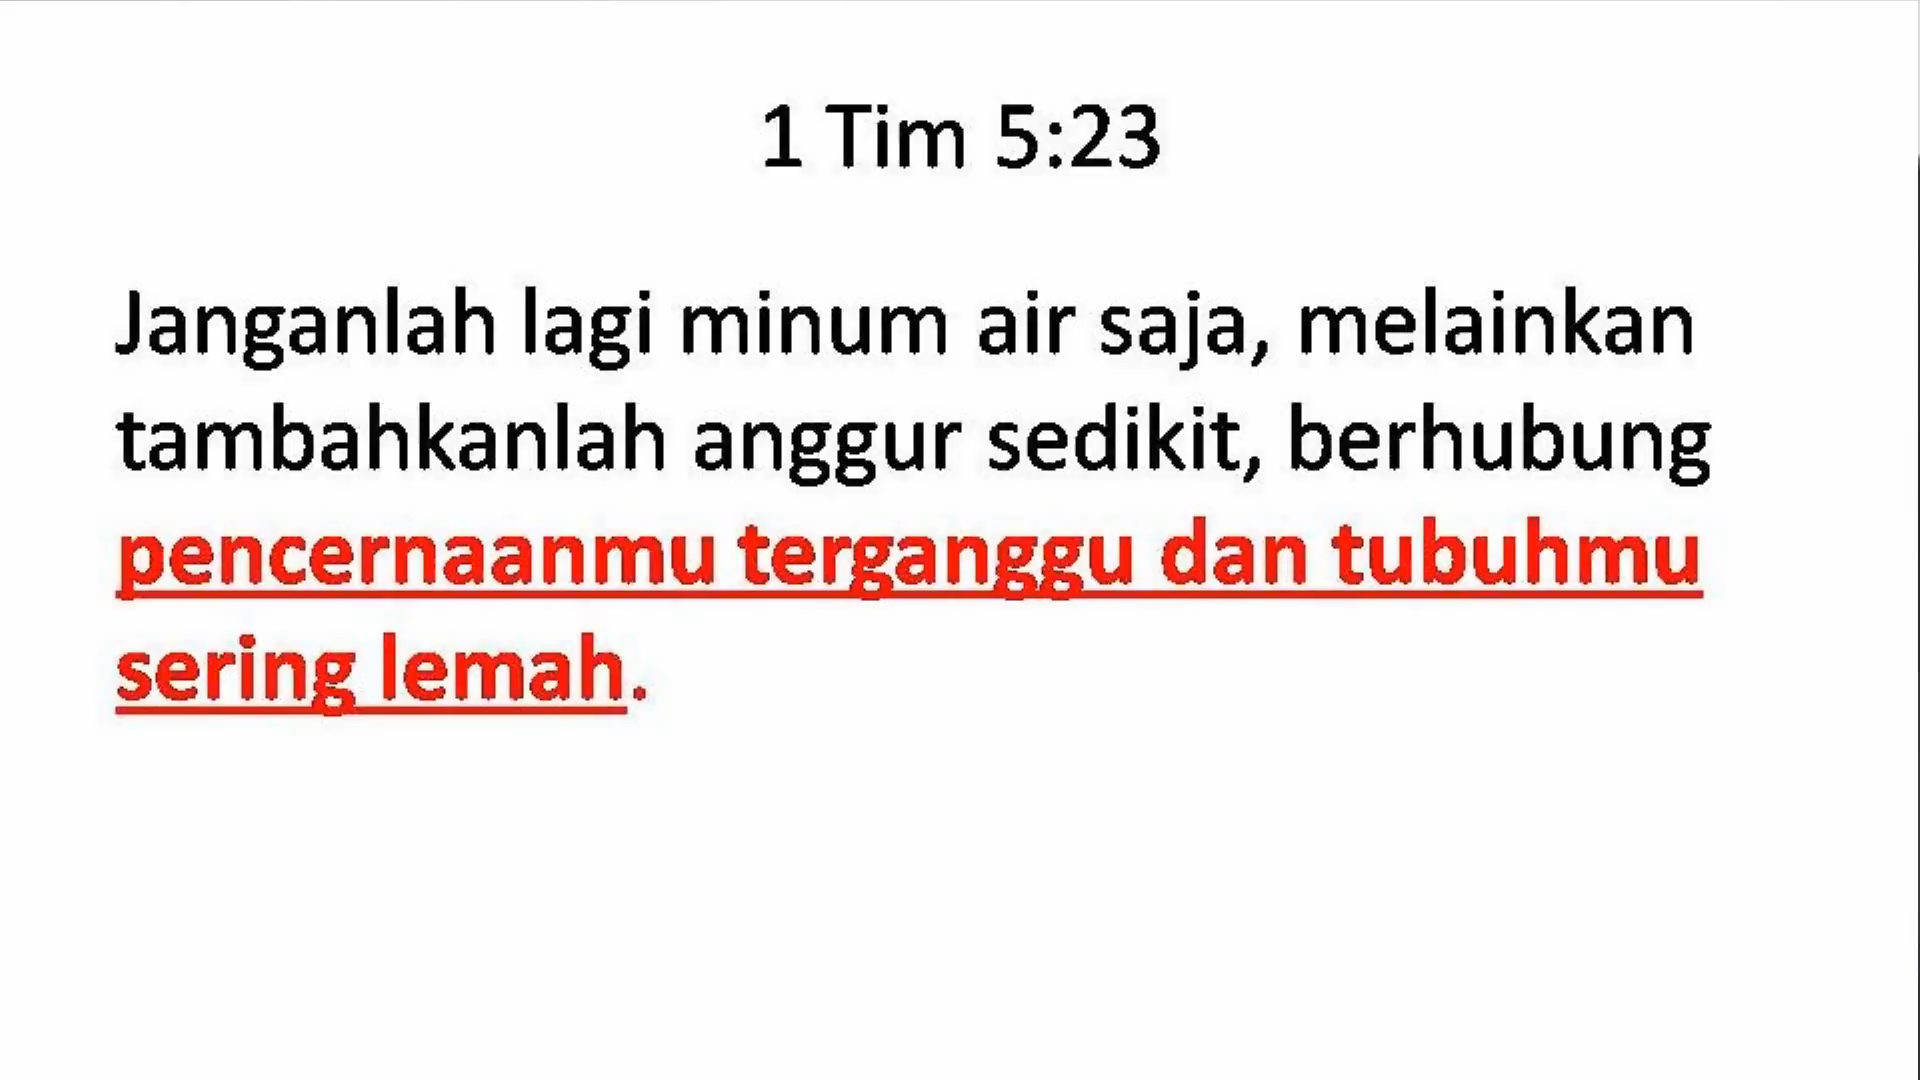 1 Tim 5:23
Janganlah lagi minum air saja, melainkan
tambahkanlah anggur sedikit, berhubung
pencernaanmu terganggu dan tubuhmu
sering lemah.